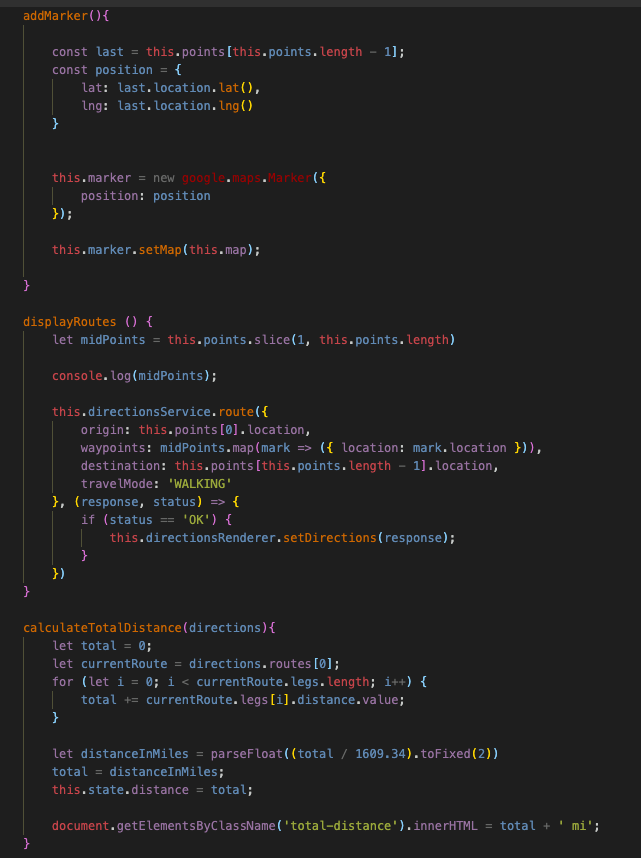 addMarker(){
const last = this.points[this.points.length - 1];
const position = {
lat: last.location.lat(),
lng: last.location.lng()
}
this.marker = new google.maps.Marker({
position: position
});
this.marker.setMap(this.map);
}
displayRoutes () {
let midPoints = this.points.slice(1, this.points.length)
console.log(midPoints);
this.directionsService.route({
origin: this.points[0].location,
waypoints: midPoints.map(mark => ({ location: mark.location })),
destination: this.points[this.points.length - 1].location,
travelMode: 'WALKING'
}, (response, status) => {
if (status == 'OK') {
this.directionsRenderer.setDirections(response);
}
})
}
calculateTotalDistance(directions){
let total = 0;
let currentRoute = directions.routes[0];
for (let i = 0; i < currentRoute.legs.length; i++) {
total += currentRoute.legs[i].distance.value;
}
let distanceInMiles = parseFloat((total / 1609.34).toFixed(2))
total = distanceInMiles;
this.state.distance = total;
document.getElementsByClassName('total-distance').innerHTML = total + ' mi';
}